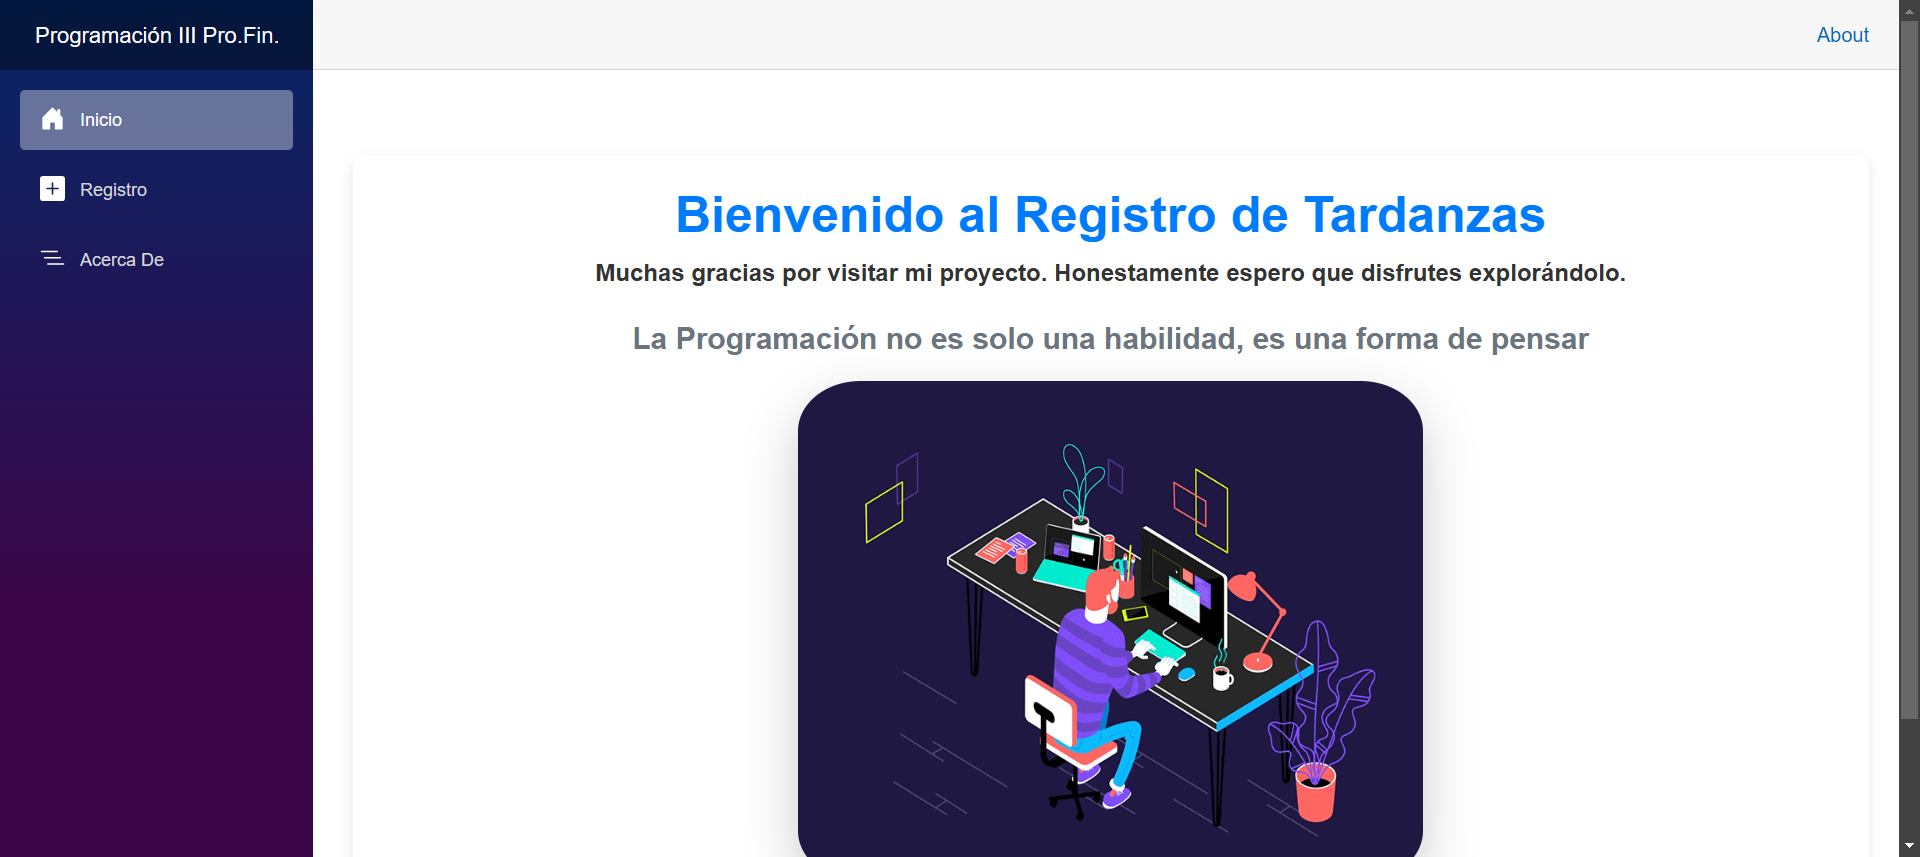 Programación III Pro.Fin.
About
Inicio
Registro
Acerca De
Bienvenido al Registro de Tardanzas
Muchas gracias por visitar mi proyecto. Honestamente espero que disfrutes explorándolo.
La Programación no es solo una habilidad, es una forma de pensar